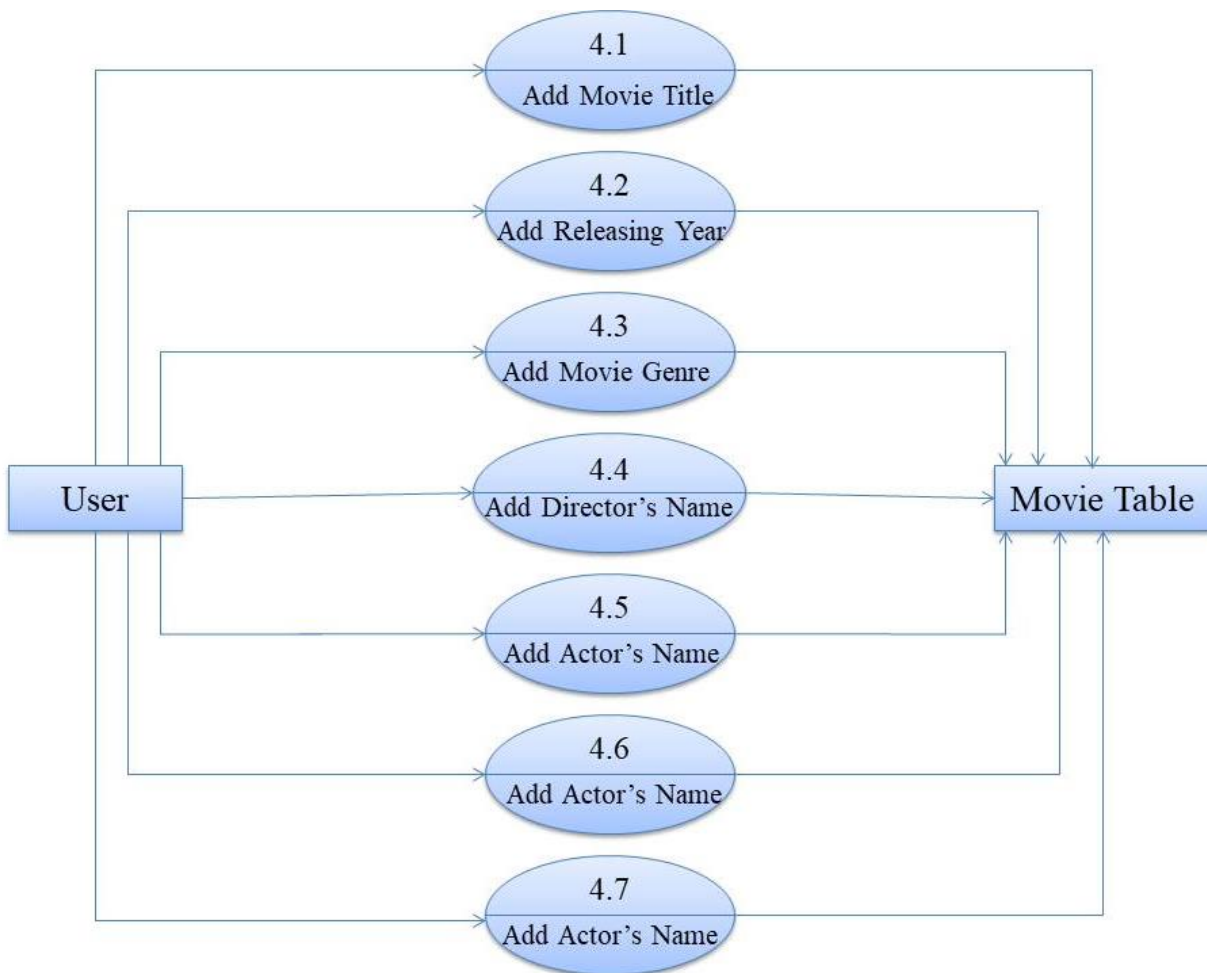 4.1
Add Movie Title
4.2
Add Releasing Year
4.3
Add Movie Genre
User
4.4
Add Director’s Name
Movie Table
4.5
Add Actor’s Name
4.6
Add Actor’s Name
4.7
Add Actor’s Name